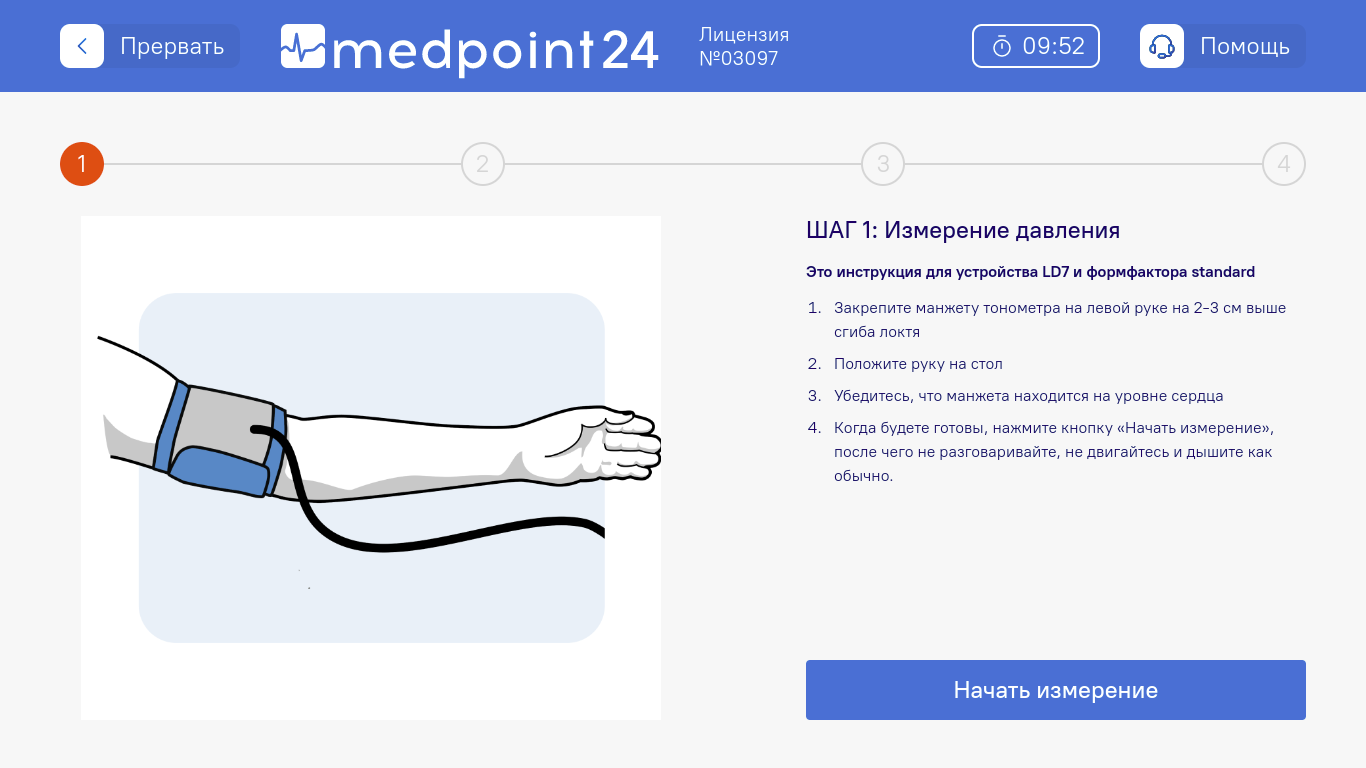 Прервать
medpoint24
Лицензия
№03097
09:52
Помощь
1
2
3
4
ШАГ 1: Измерение давления
Это инструкция для устройства LD7 и формфактора standard
1. Закрепите манжету тонометра на левой руке на 2-3 см выше
сгиба локтя
2. Положите руку на стол
3. Убедитесь, что манжета находится на уровне сердца
4. Когда будете готовы, нажмите кнопку «Начать измерение»,
после чего не разговаривайте, не двигайтесь и дышите как
обычно.
Начать измерение